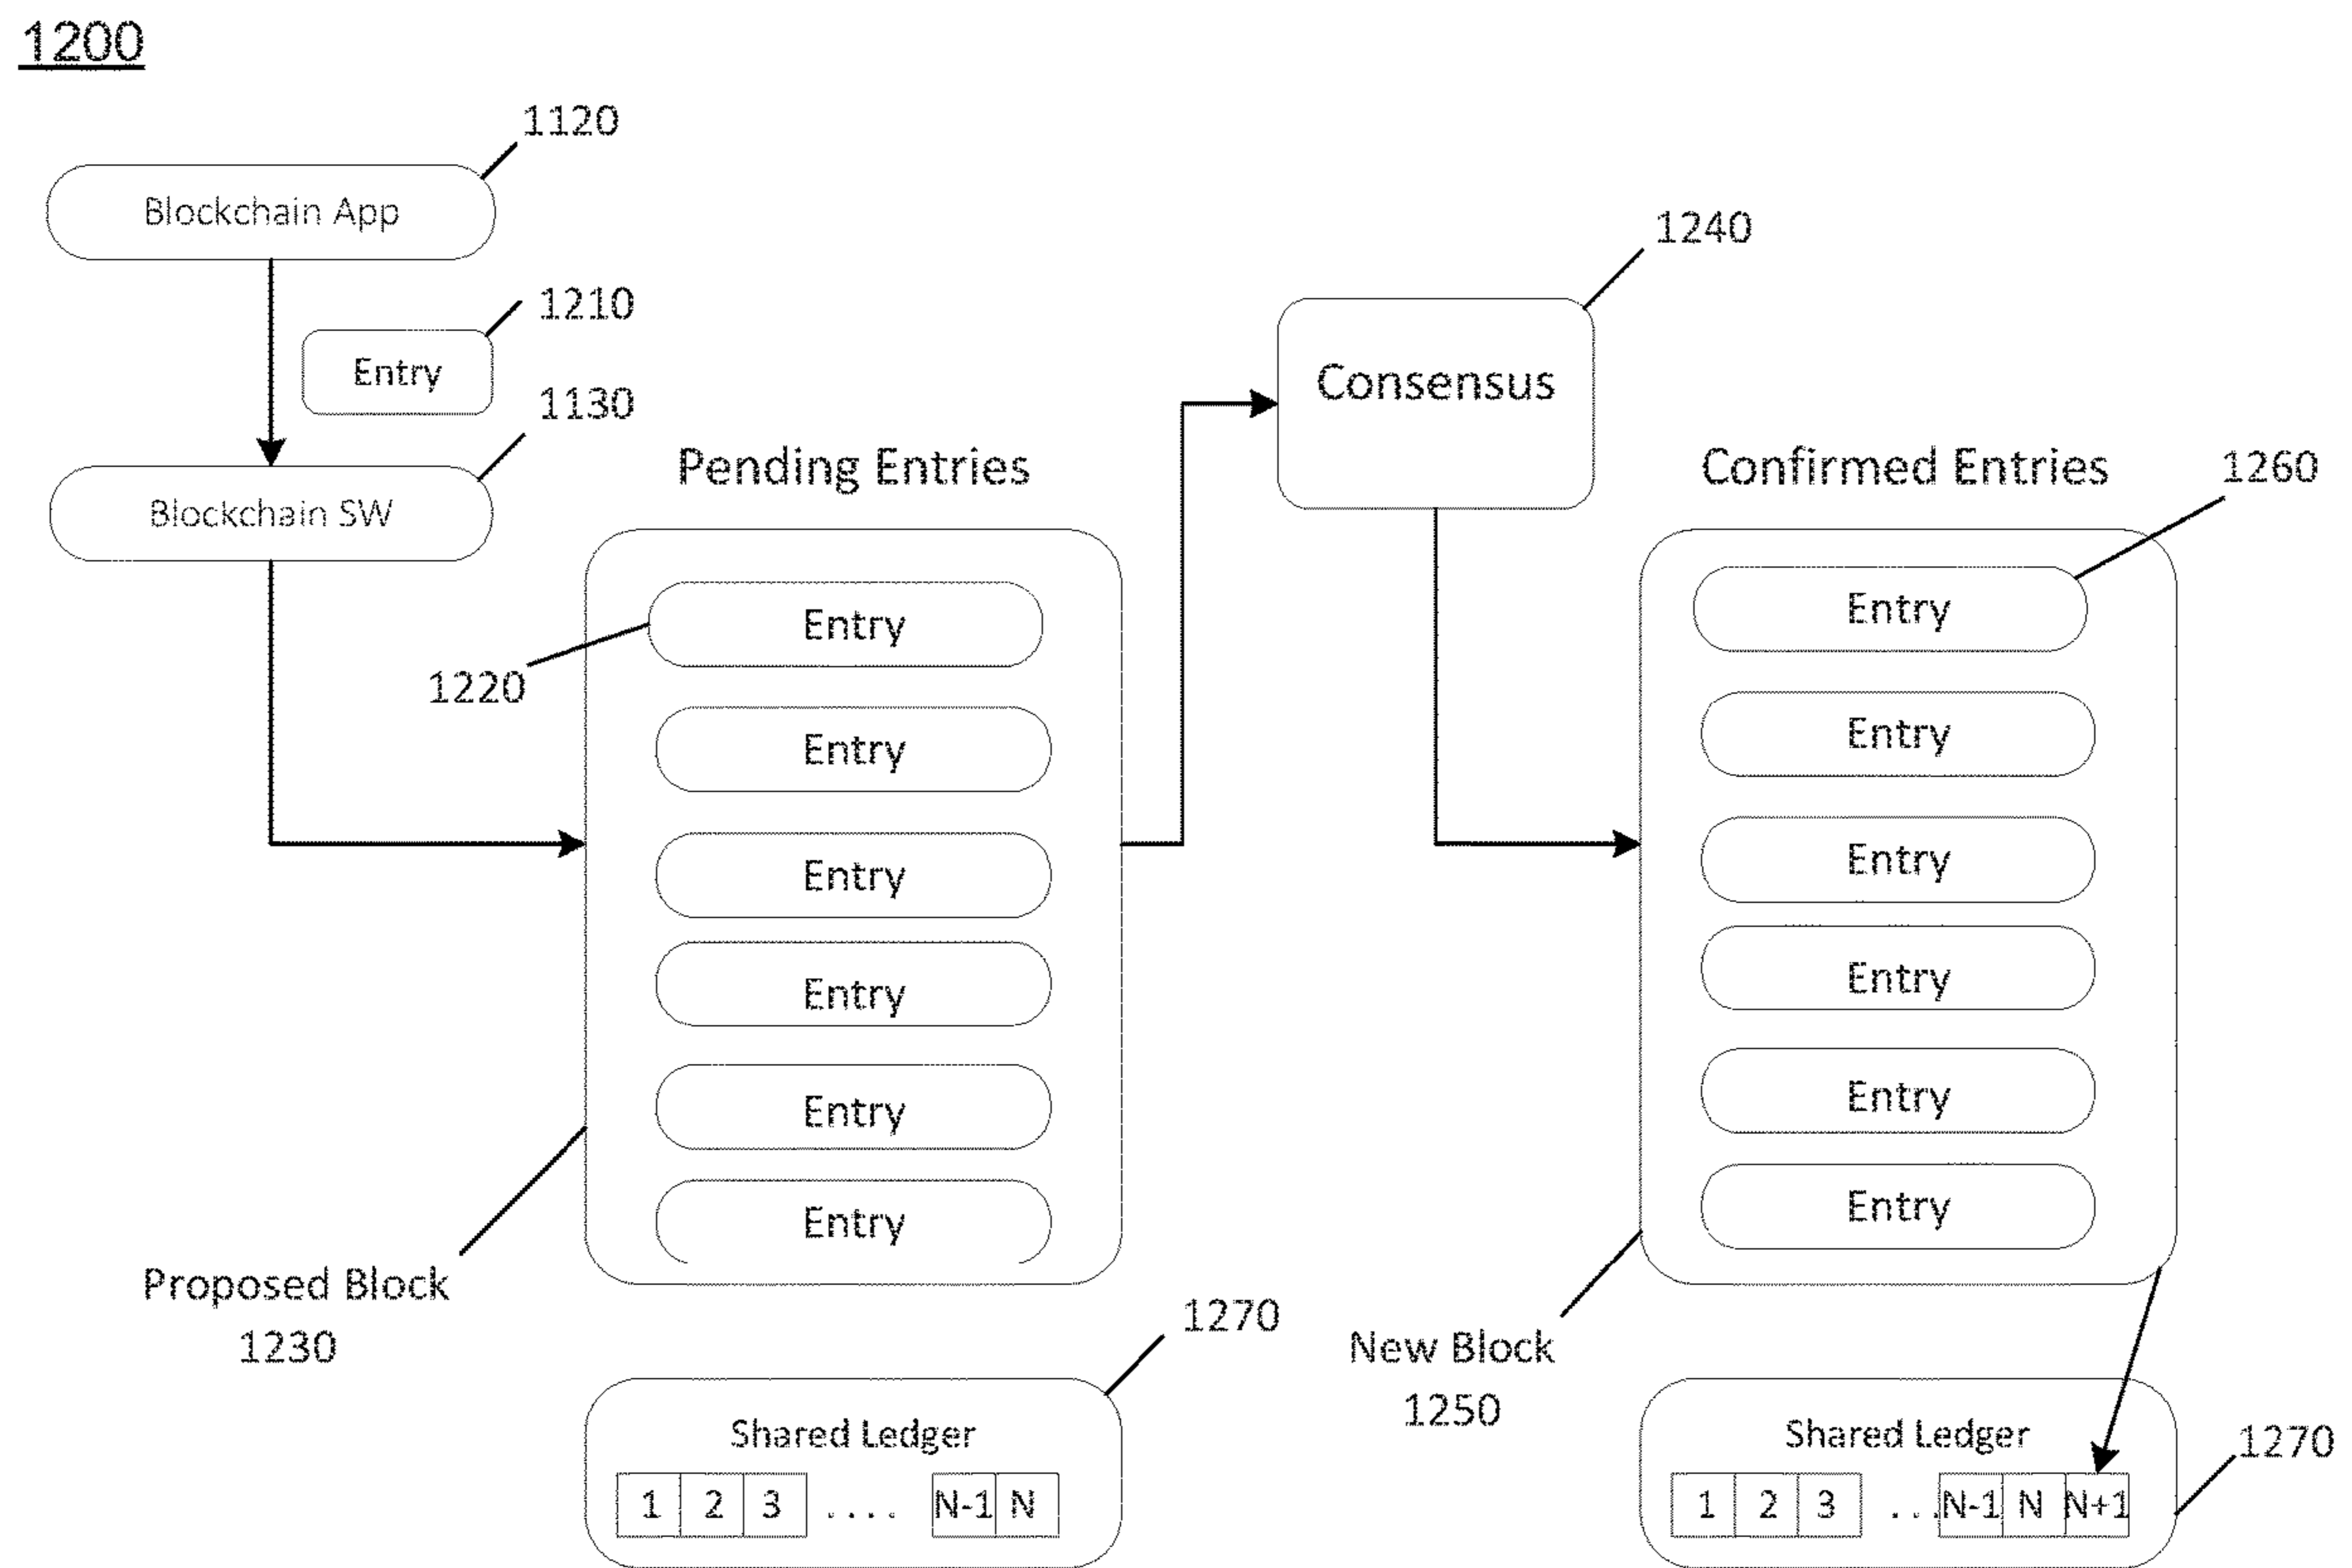 1200
1120
Blockchain App
1210
Entry
1130
Blockchain SW
Pending Entries
Entry
1220
Entry
Entry
Entry
Entry
Entry
Proposed Block
1230
1240
Consensus
Confirmed Entries
1260
Entry
Entry
Entry
Entry
Entry
Entry
New Block
1250
1270
Shared Ledger
1 2 3 .... N-1 N
Shared Ledger
1270
1 2 3 ... N-1 N N+1